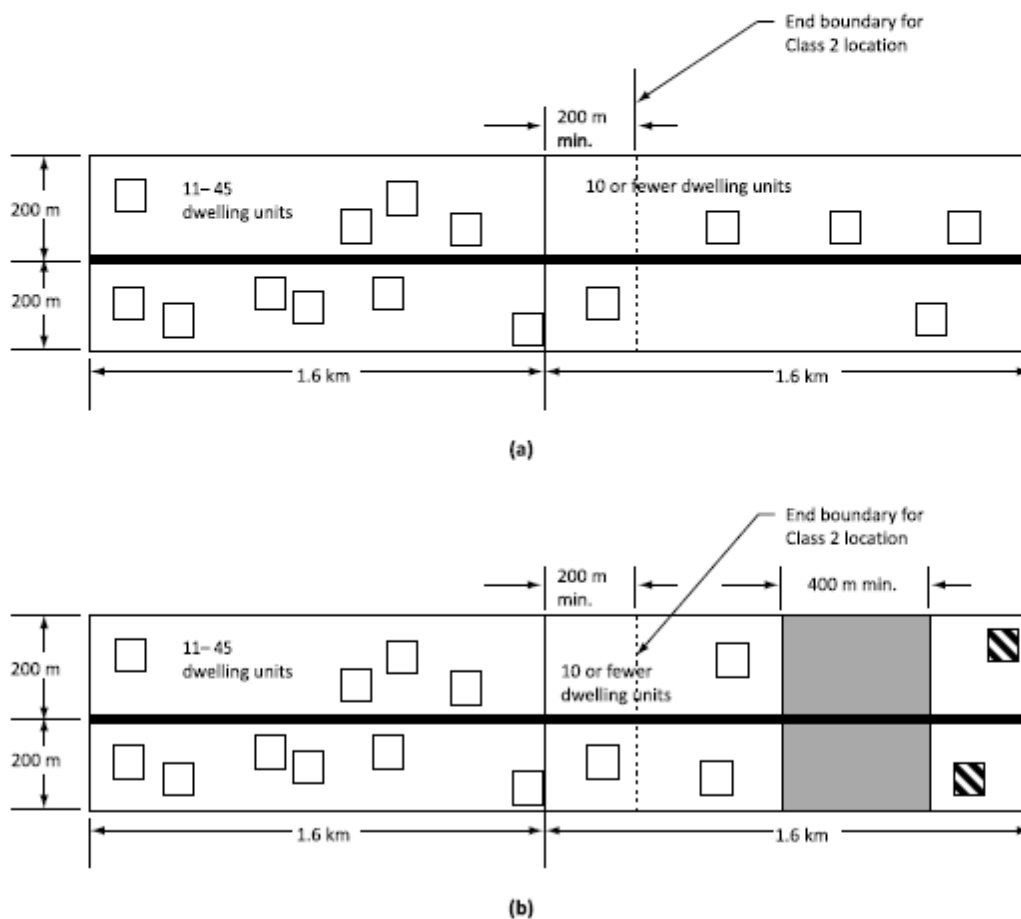 End boundary for
Class 2 location
200 m
min.
11–45
dwelling units
10 or fewer dwelling units
200 m
200 m
1.6 km
1.6 km
(a)
End boundary for
Class 2 location
200 m
min.
400 m min.
11–45
dwelling units
10 or fewer
dwelling units
200 m
200 m
1.6 km
1.6 km
(b)